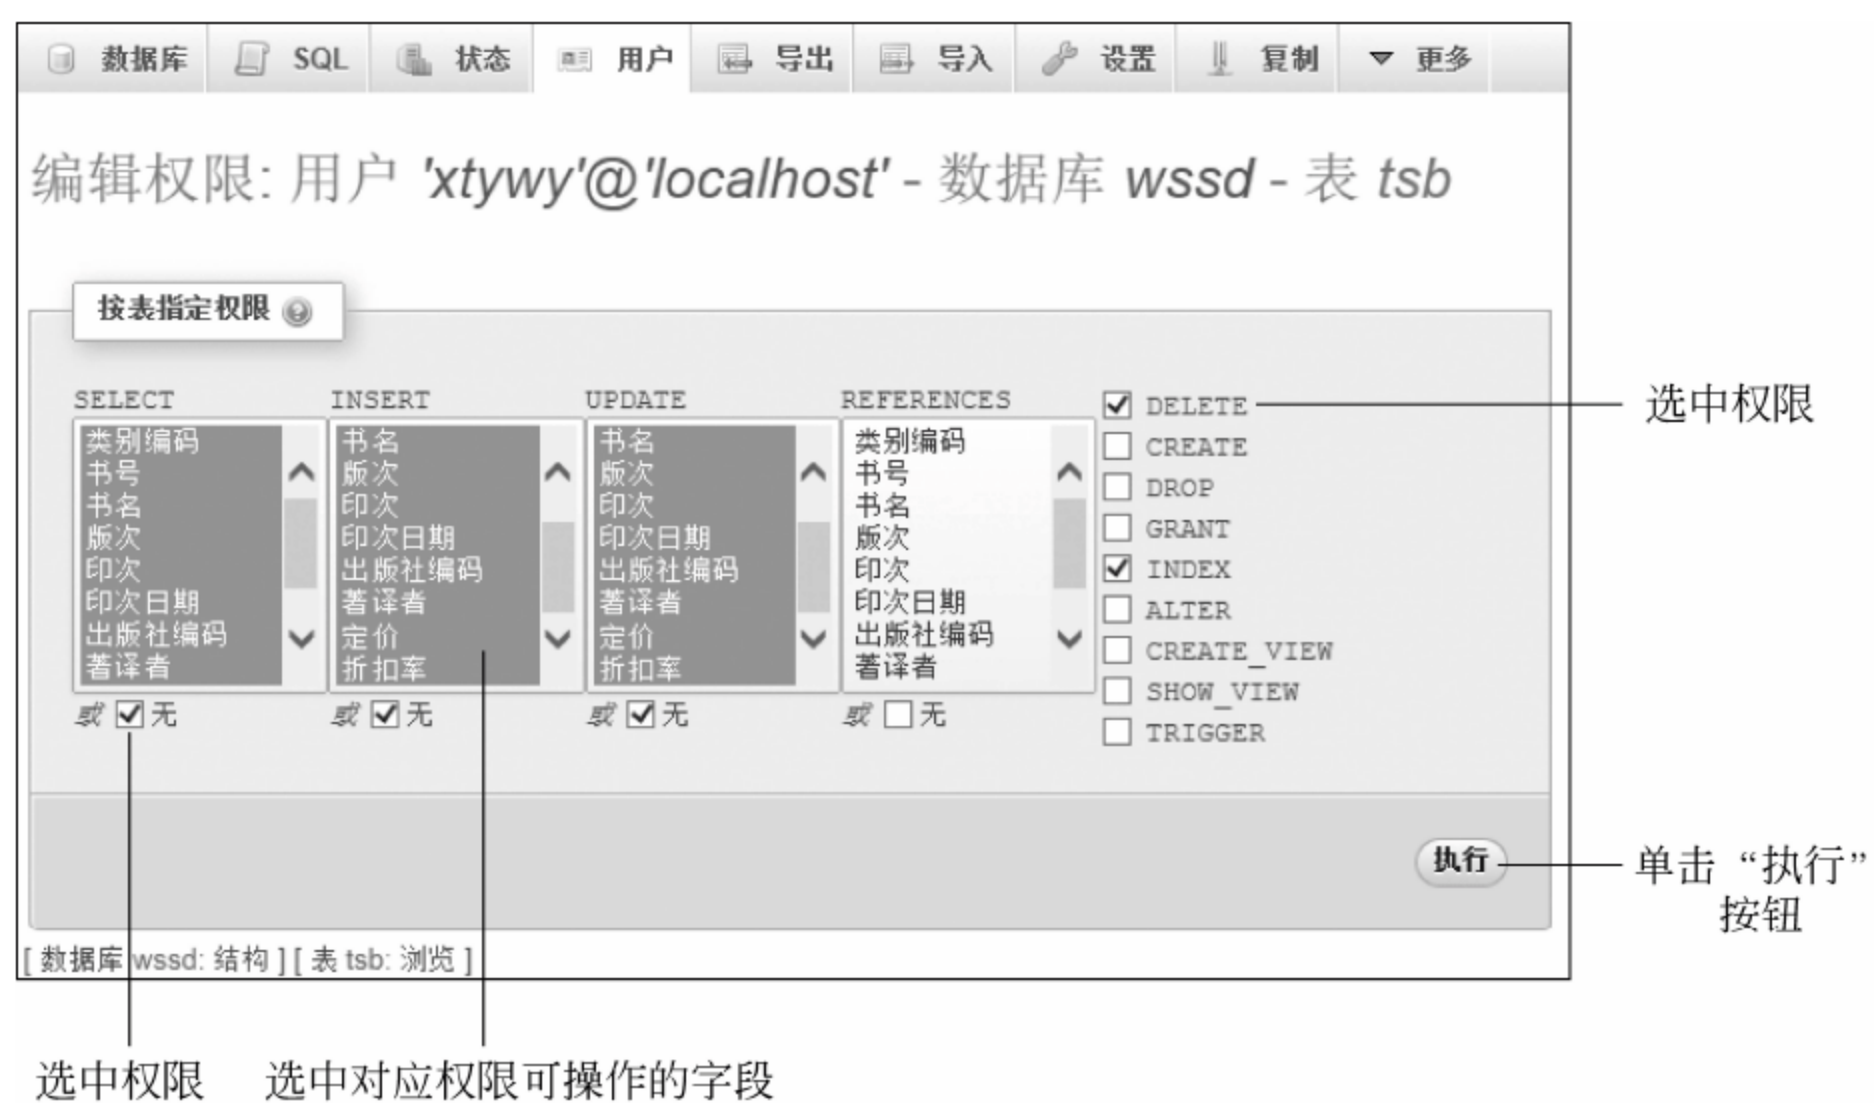 数据库 SQL 状态 用户 导出 导入 设置 复制 更多
编辑权限: 用户 'xtywy'@'localhost' - 数据库 wssd - 表 tsb
按表指定权限
SELECT
类别编码
书号
书名
版次
印次
印次日期
出版社编码
著译者
或 无
INSERT
书名
版次
印次
印次日期
出版社编码
著译者
定价
折扣率
或 无
UPDATE
书名
版次
印次
印次日期
出版社编码
著译者
定价
折扣率
或 无
REFERENCES
类别编码
书号
书名
版次
印次
印次日期
出版社编码
著译者
或 无
DELETE
CREATE
DROP
GRANT
INDEX
ALTER
CREATE_VIEW
SHOW_VIEW
TRIGGER
选中权限
执行
单击“执行”
按钮
[ 数据库 wssd: 结构 ] [ 表 tsb: 浏览 ]
选中权限
选中对应权限可操作的字段